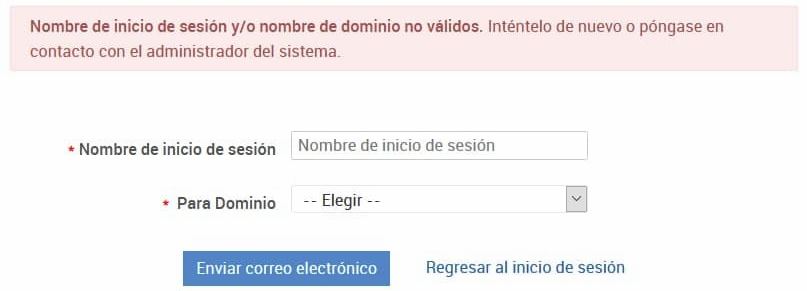 Nombre de inicio de sesión y/o nombre de dominio no válidos. Inténtelo de nuevo o póngase en
contacto con el administrador del sistema.
* Nombre de inicio de sesión Nombre de inicio de sesión
* Para Dominio -- Elegir --
Enviar correo electrónico Regresar al inicio de sesión